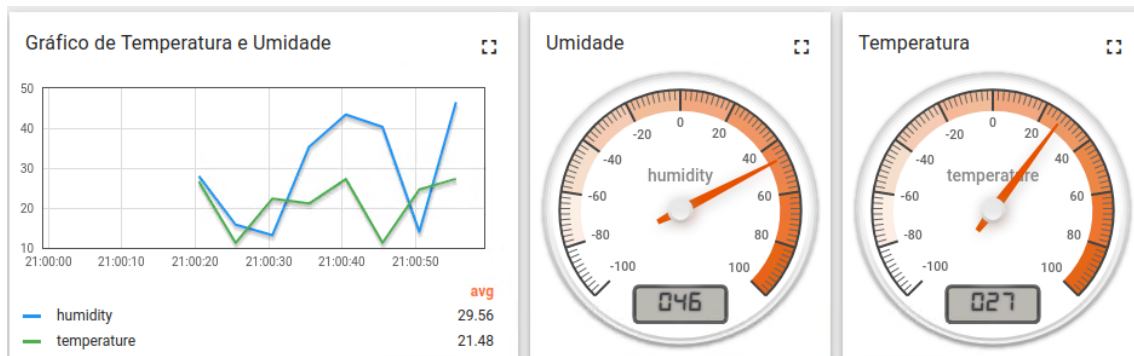 Gráfico de Temperatura e Umidade
50
40
30
20
10
21:00:00 21:00:10 21:00:20 21:00:30 21:00:40 21:00:50
avg
humidity 29.56
temperature 21.48
Umidade
-100 -80 -60 -40 -20 0 20 40 60 80 100
humidity
046
Temperatura
-100 -80 -60 -40 -20 0 20 40 60 80 100
temperature
027